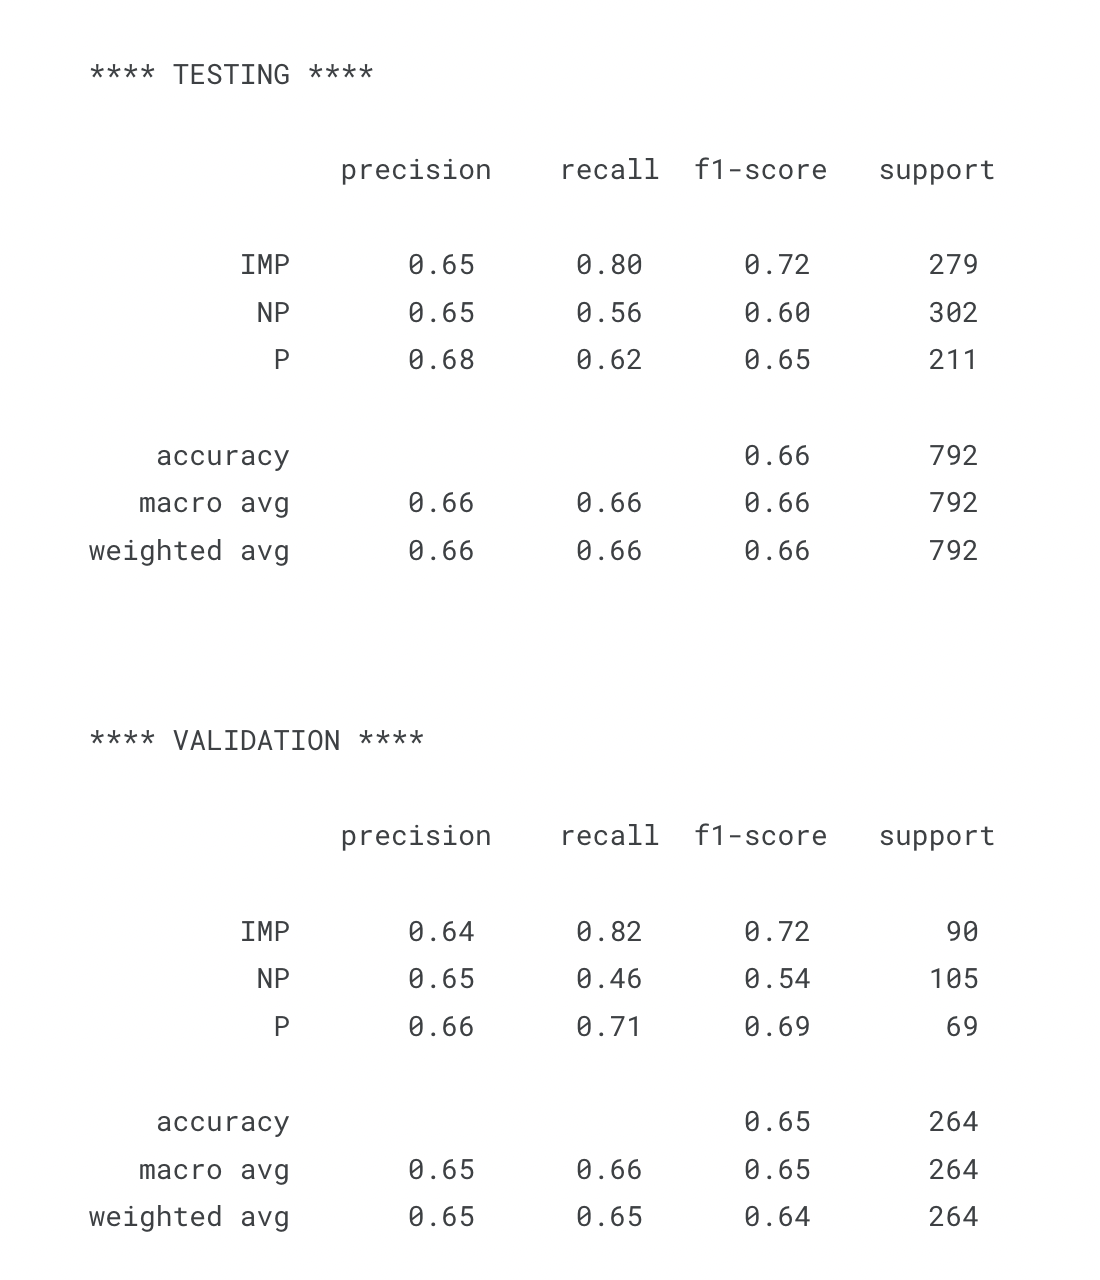 **** TESTING ****
precision recall f1-score support
IMP 0.65 0.80 0.72 279
NP 0.65 0.56 0.60 302
P 0.68 0.62 0.65 211
accuracy 0.66 792
macro avg 0.66 0.66 0.66 792
weighted avg 0.66 0.66 0.66 792
**** VALIDATION ****
precision recall f1-score support
IMP 0.64 0.82 0.72 90
NP 0.65 0.46 0.54 105
P 0.66 0.71 0.69 69
accuracy 0.65 264
macro avg 0.65 0.66 0.65 264
weighted avg 0.65 0.65 0.64 264